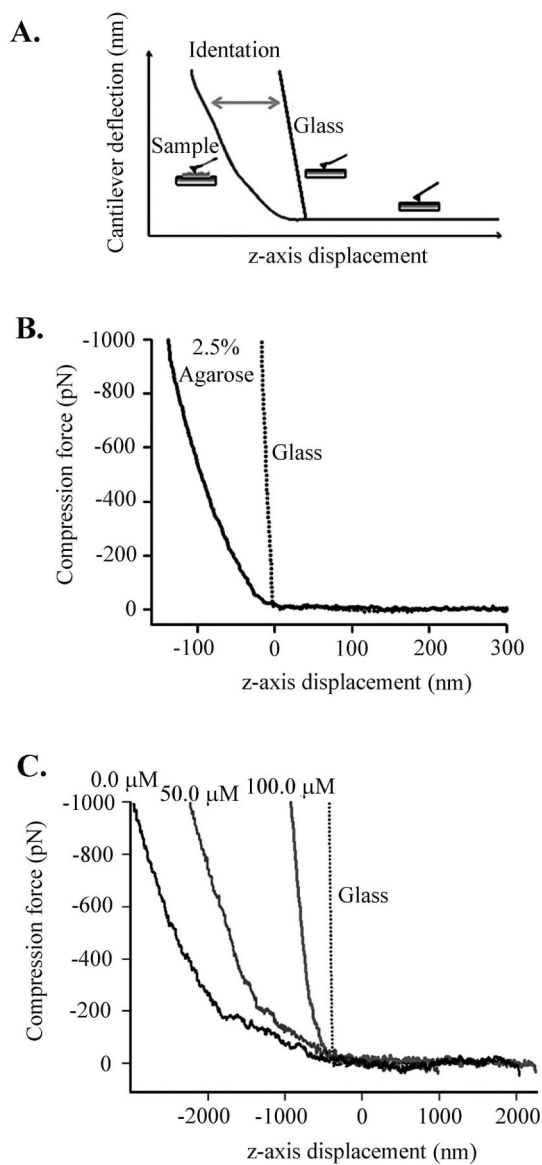 A.
Cantilever deflection (nm)
Identation
Glass
Sample
z-axis displacement
B.
Compression force (pN)
-1000
-800
-600
-400
-200
0
2.5%
Agarose
Glass
-100 0 100 200 300
z-axis displacement (nm)
C.
0.0 μM 50.0 μM 100.0 μM
Compression force (pN)
-1000
-800
-600
-400
-200
0
Glass
-2000 -1000 0 1000 2000
z-axis displacement (nm)